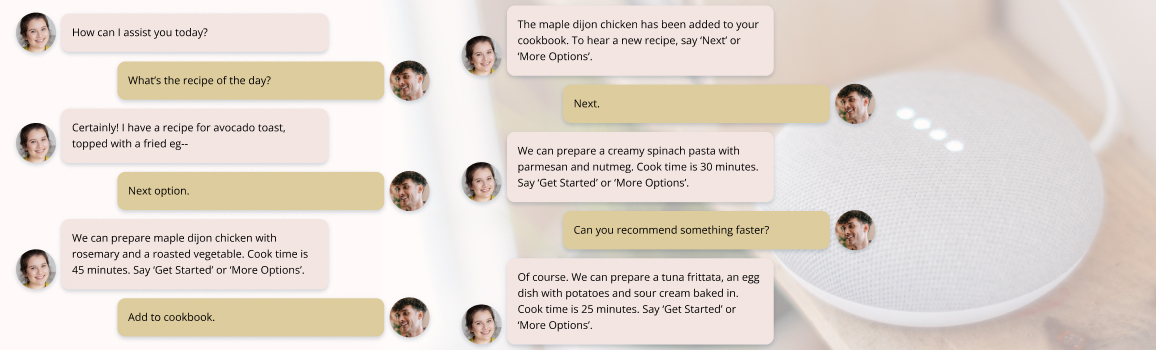 How can I assist you today?
What's the recipe of the day?
Certainly! I have a recipe for avocado toast,
topped with a fried eg--
Next option.
We can prepare maple dijon chicken with
rosemary and a roasted vegetable. Cook time is
45 minutes. Say ‘Get Started’ or ‘More Options’.
Add to cookbook.
The maple dijon chicken has been added to your
cookbook. To hear a new recipe, say ‘Next’ or
‘More Options’.
Next.
We can prepare a creamy spinach pasta with
parmesan and nutmeg. Cook time is 30 minutes.
Say ‘Get Started’ or ‘More Options’.
Can you recommend something faster?
Of course. We can prepare a tuna frittata, an egg
dish with potatoes and sour cream baked in.
Cook time is 25 minutes. Say ‘Get Started’ or
‘More Options’.